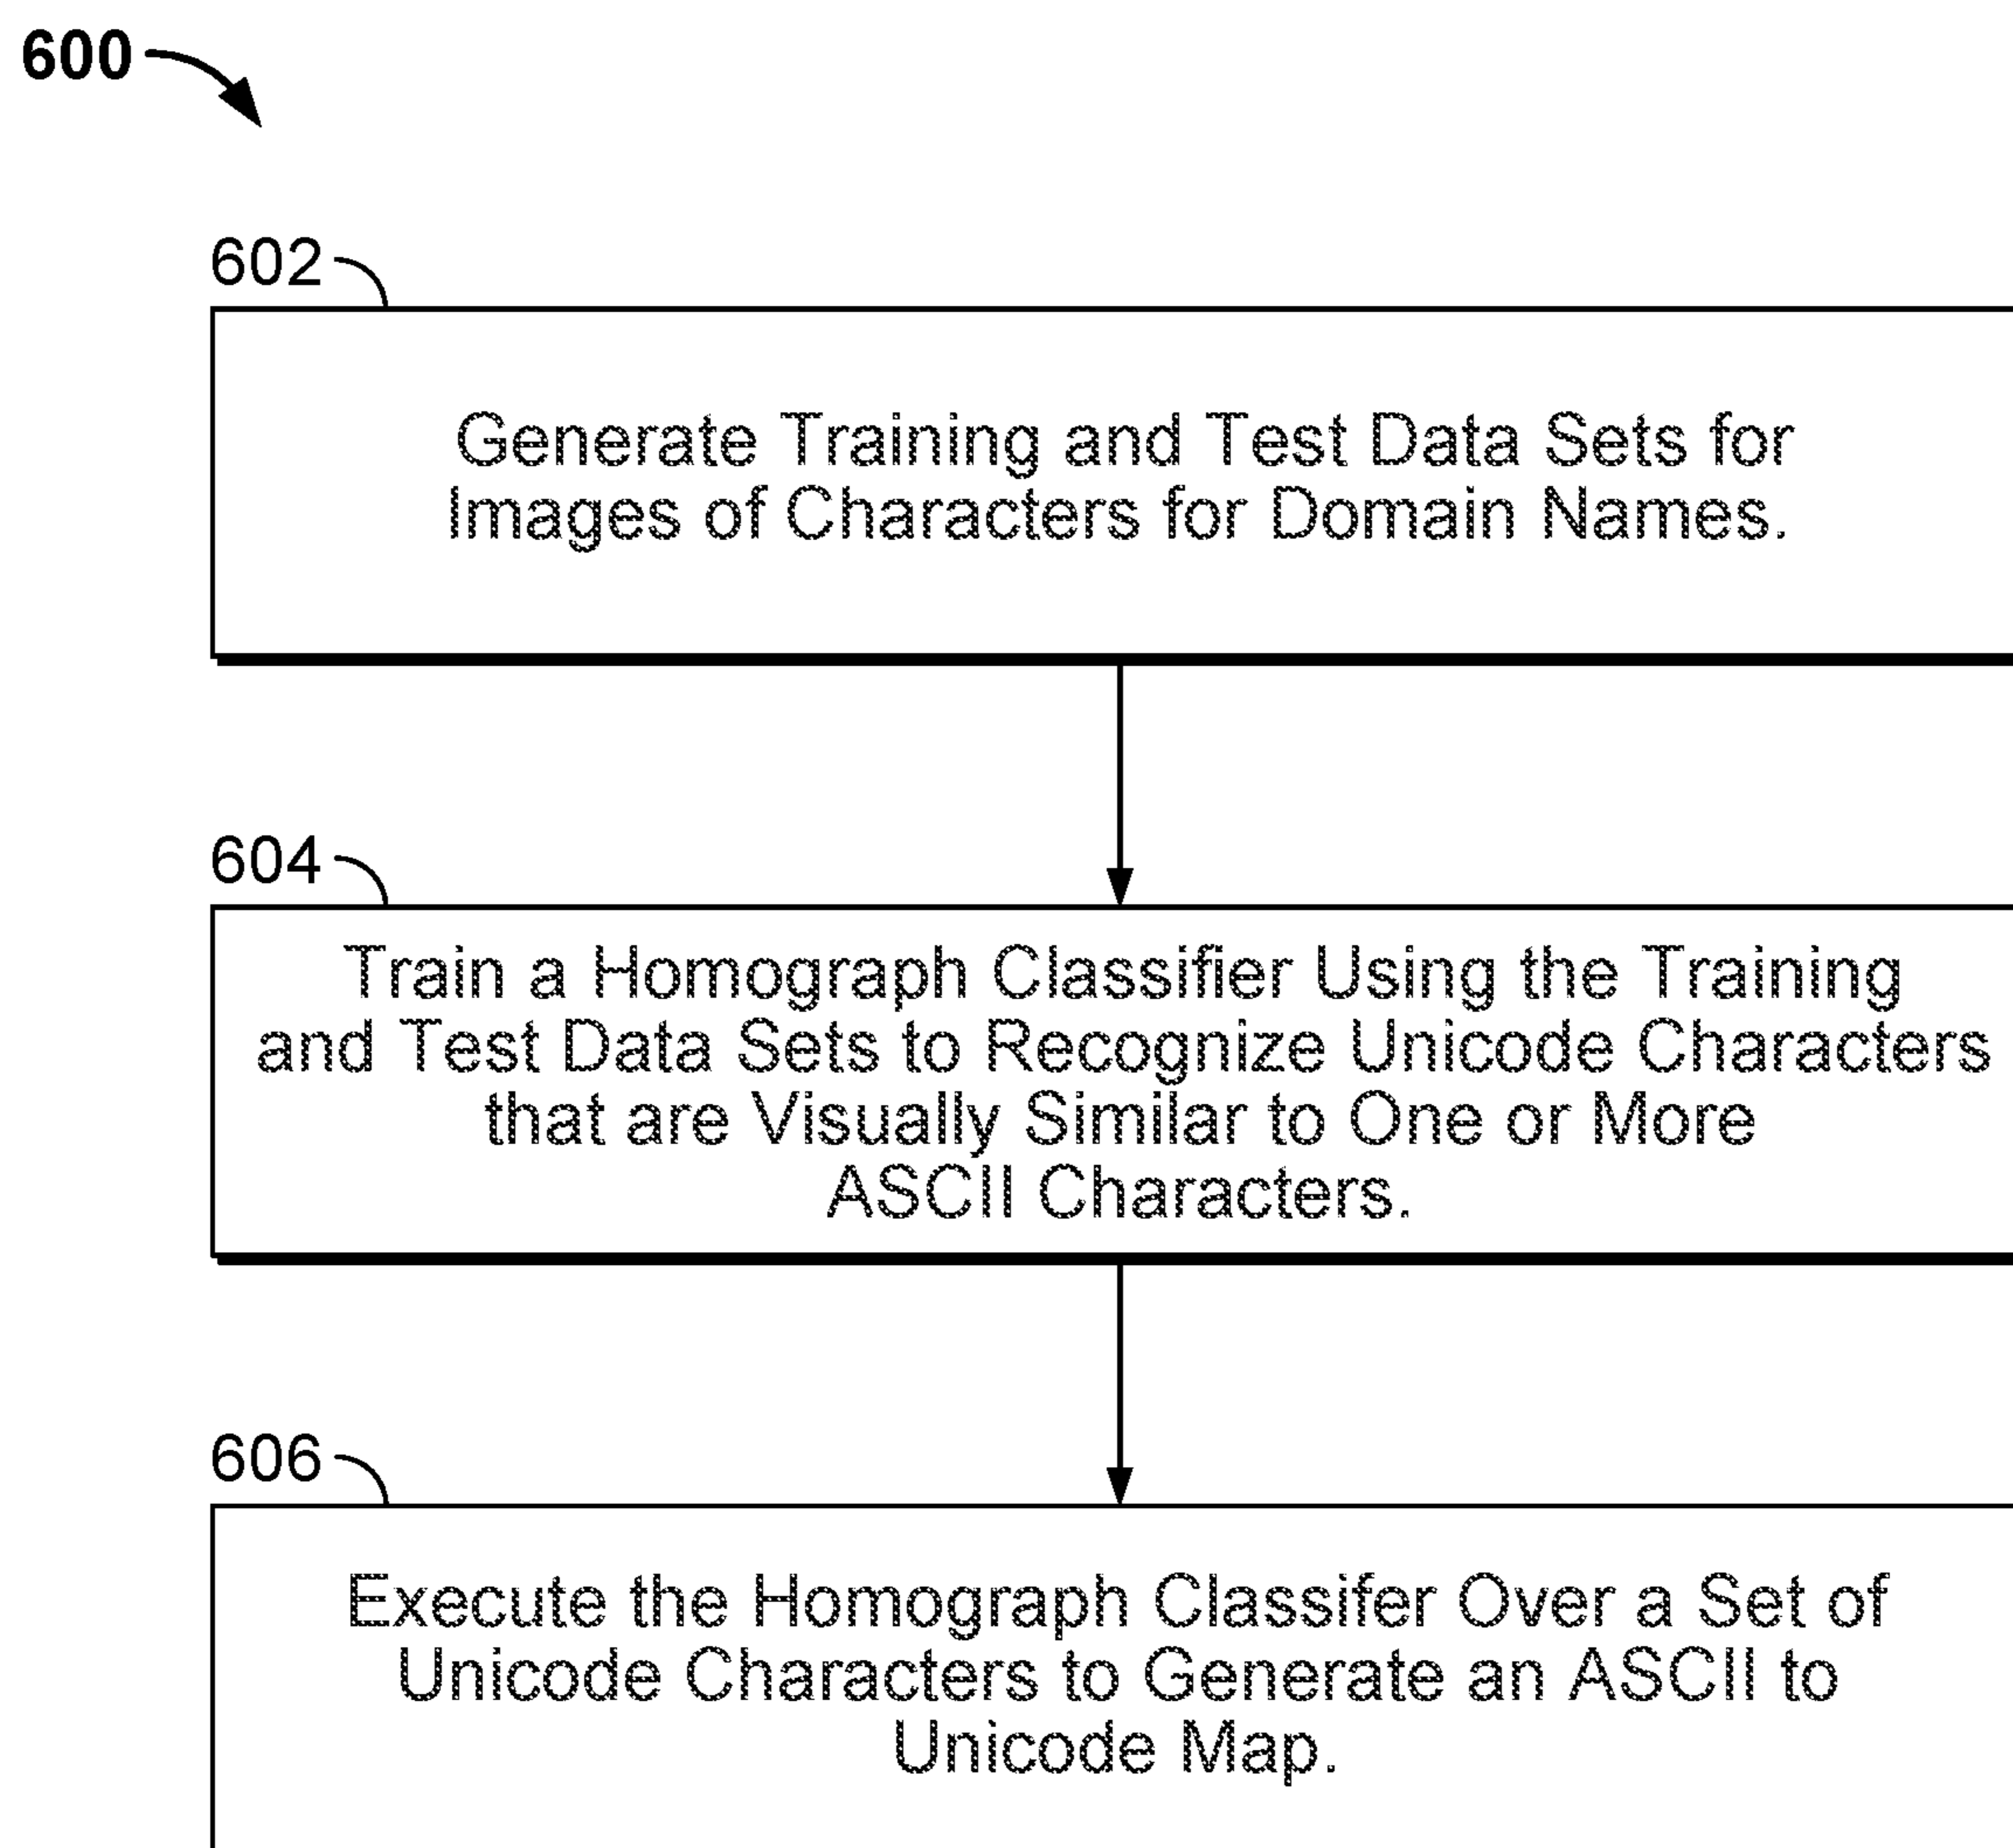 600
602
Generate Training and Test Data Sets for
Images of Characters for Domain Names.
604
Train a Homograph Classifier Using the Training
and Test Data Sets to Recognize Unicode Characters
that are Visually Similar to One or More
ASCII Characters.
606
Execute the Homograph Classifer Over a Set of
Unicode Characters to Generate an ASCII to
Unicode Map.